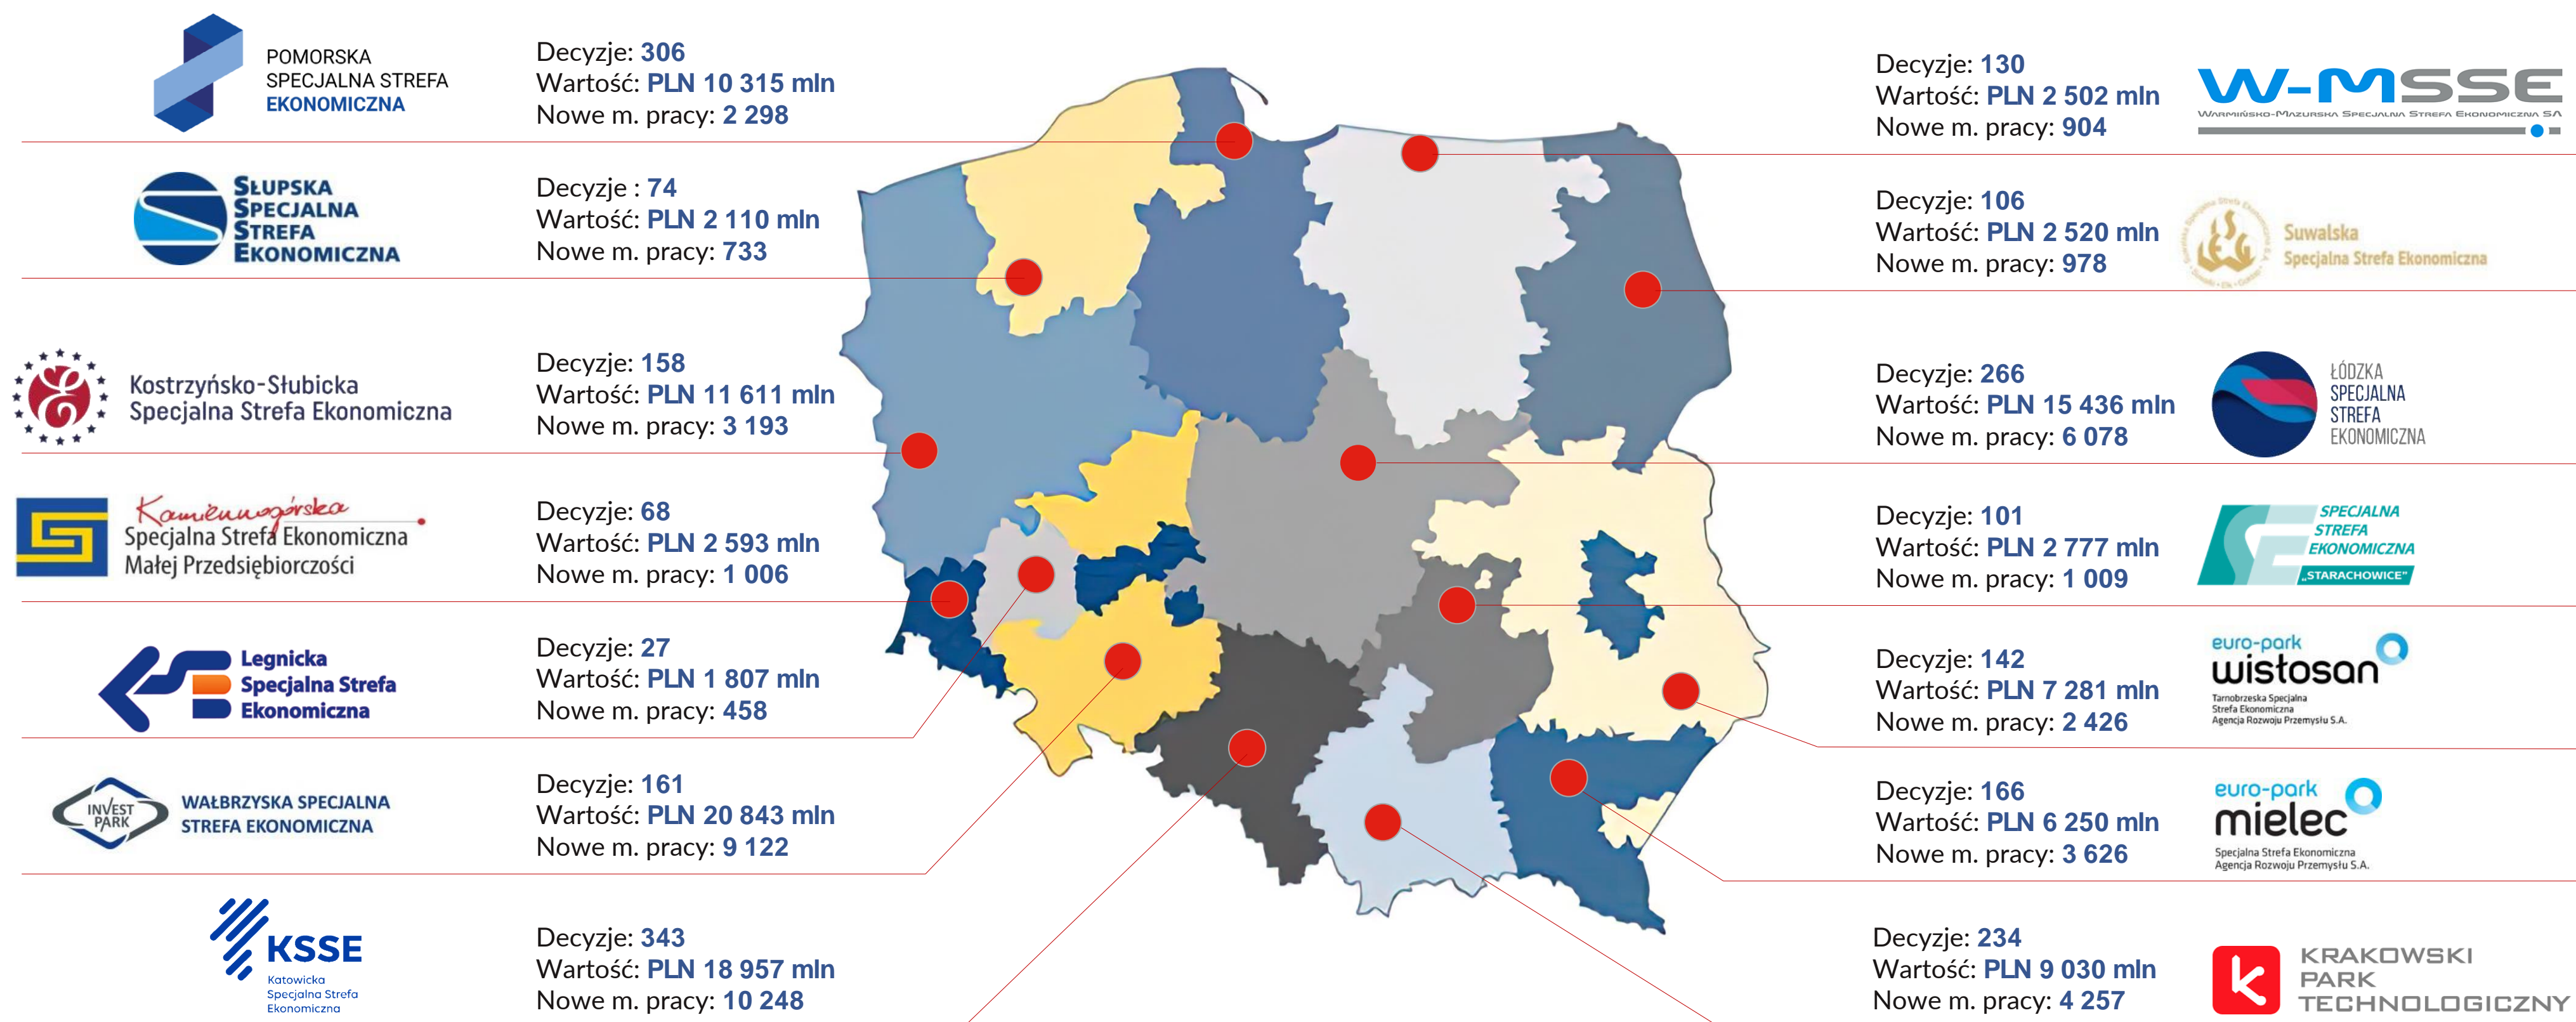 POMORSKA
SPECJALNA STREFA
EKONOMICZNA
Decyzje: 306
Wartość: PLN 10 315 mln
Nowe m. pracy: 2 298
SŁUPSKA
SPECJALNA
STREFA
EKONOMICZNA
Decyzje : 74
Wartość: PLN 2 110 mln
Nowe m. pracy: 733
Kostrzyńsko-Słubicka
Specjalna Strefa Ekonomiczna
Decyzje: 158
Wartość: PLN 11 611 mln
Nowe m. pracy: 3 193
Kamiennogórska
Specjalna Strefa Ekonomiczna
Małej Przedsiębiorczości
Decyzje: 68
Wartość: PLN 2 593 mln
Nowe m. pracy: 1 006
Legnicka
Specjalna Strefa
Ekonomiczna
Decyzje: 27
Wartość: PLN 1 807 mln
Nowe m. pracy: 458
INVEST
PARK
WAŁBRZYSKA SPECJALNA
STREFA EKONOMICZNA
Decyzje: 161
Wartość: PLN 20 843 mln
Nowe m. pracy: 9 122
KSSE
Katowicka
Specjalna Strefa
Ekonomiczna
Decyzje: 343
Wartość: PLN 18 957 mln
Nowe m. pracy: 10 248
Decyzje: 130
Wartość: PLN 2 502 mln
Nowe m. pracy: 904
W-MSSE
WARMIŃSKO-MAZURSKA SPECJALNA STREFA EKONOMICZNA SA
Decyzje: 106
Wartość: PLN 2 520 mln
Nowe m. pracy: 978
Suwalska
Specjalna Strefa Ekonomiczna
Decyzje: 266
Wartość: PLN 15 436 mln
Nowe m. pracy: 6 078
ŁÓDZKA
SPECJALNA
STREFA
EKONOMICZNA
Decyzje: 101
Wartość: PLN 2 777 mln
Nowe m. pracy: 1 009
SPECJALNA
STREFA
EKONOMICZNA
„STARACHOWICE”
Decyzje: 142
Wartość: PLN 7 281 mln
Nowe m. pracy: 2 426
euro-park
wistosan
Tarnobrzeska Specjalna
Strefa Ekonomiczna
Agencja Rozwoju Przemysłu S.A.
Decyzje: 166
Wartość: PLN 6 250 mln
Nowe m. pracy: 3 626
euro-park
mielec
Specjalna Strefa Ekonomiczna
Agencja Rozwoju Przemysłu S.A.
Decyzje: 234
Wartość: PLN 9 030 mln
Nowe m. pracy: 4 257
KRAKOWSKI
PARK
TECHNOLOGICZNY